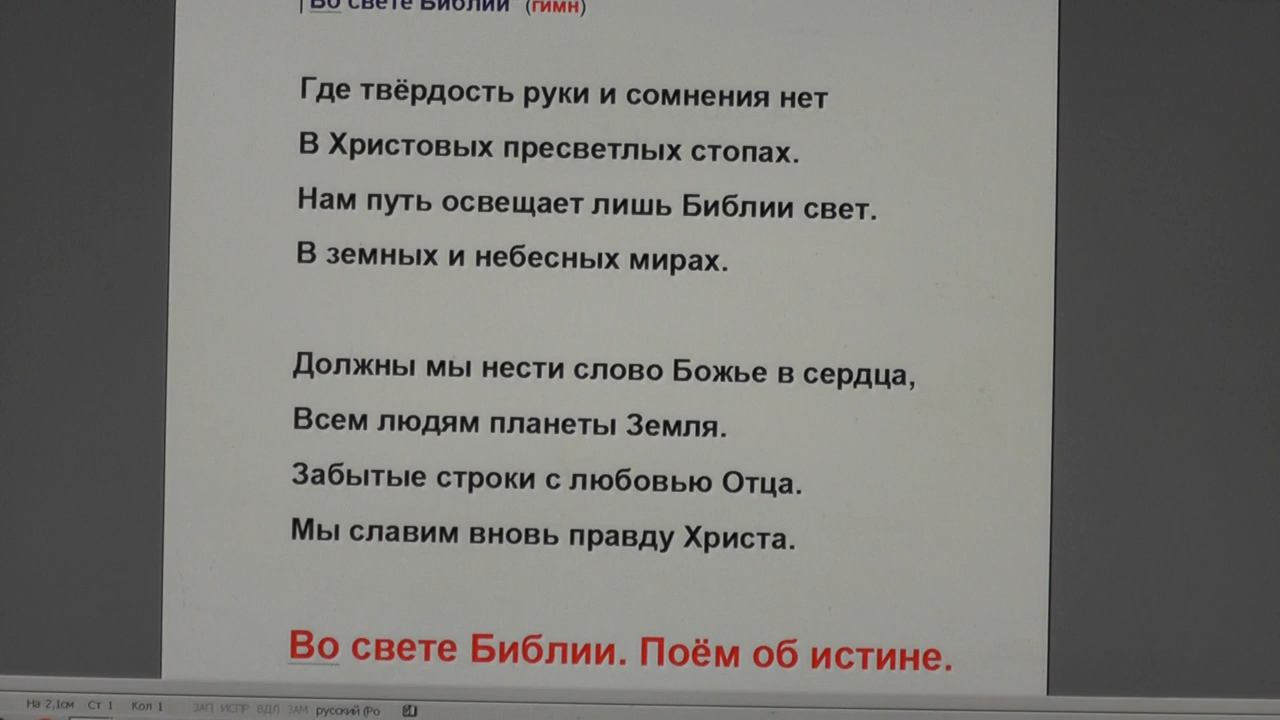 Во свете Библии (гимн)
Где твёрдость руки и сомнения нет
В Христовых пресветлых стопах.
Нам путь освещает лишь Библии свет.
В земных и небесных мирах.
Должны мы нести слово Божье в сердца,
Всем людям планеты Земля.
Забытые строки с любовью Отца.
Мы славим вновь правду Христа.
Во свете Библии. Поём об истине.
На 2,1см Ст 1 Кол 1 ЗАП ИСПР ВДЛ ЗАМ русский (Ро